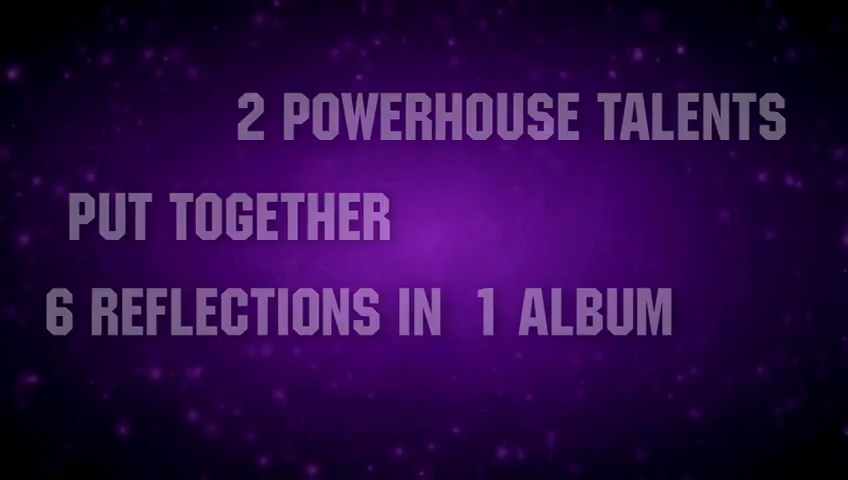 2 POWERHOUSE TALENTS
PUT TOGETHER
6 REFLECTIONS IN 1 ALBUM